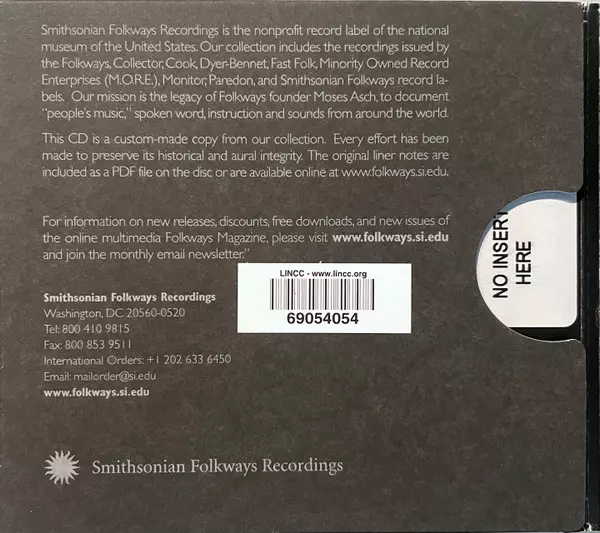 Smithsonian Folkways Recordings is the nonprofit record label of the national
museum of the United States. Our collection includes the recordings issued by
the Folkways, Collector, Cook, Dyer-Bennet, Fast Folk, Minority Owned Record
Enterprises (M.O.R.E.), Monitor, Paredon, and Smithsonian Folkways record la-
bels. Our mission is the legacy of Folkways founder Moses Asch, to document
"people's music," spoken word, instruction and sounds from around the world.
This CD is a custom-made copy from our collection. Every effort has been
made to preserve its historical and aural integrity. The original liner notes are
included as a PDF file on the disc or are available online at www.folkways.si.edu.
For information on new releases, discounts, free downloads, and new issues of
the online multimedia Folkways Magazine, please visit www.folkways.si.edu
and join the monthly email newsletter."
LINCC - www.lincc.org
69054054
Smithsonian Folkways Recordings
Washington, DC 20560-0520
Tel: 800 410 9815
Fax: 800 853 9511
International Orders: +1 202 633 6450
Email: mailorder@si.edu
www.folkways.si.edu
Smithsonian Folkways Recordings
NO INSERT
HERE